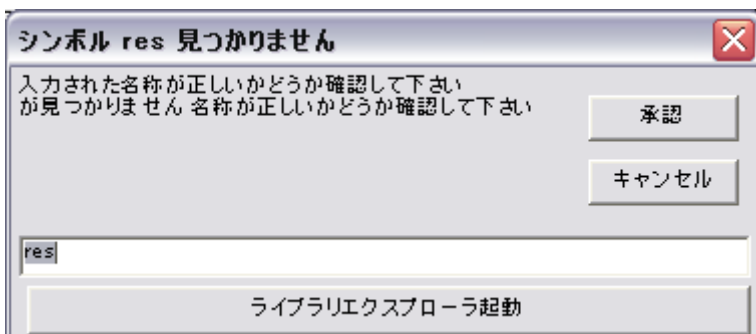 シンボル res 見つかりません
入力された名称が正しいかどうか確認して下さい
が見つかりません 名称が正しいかどうか確認して下さい
承認
キャンセル
res
ライブラリエクスプローラ起動